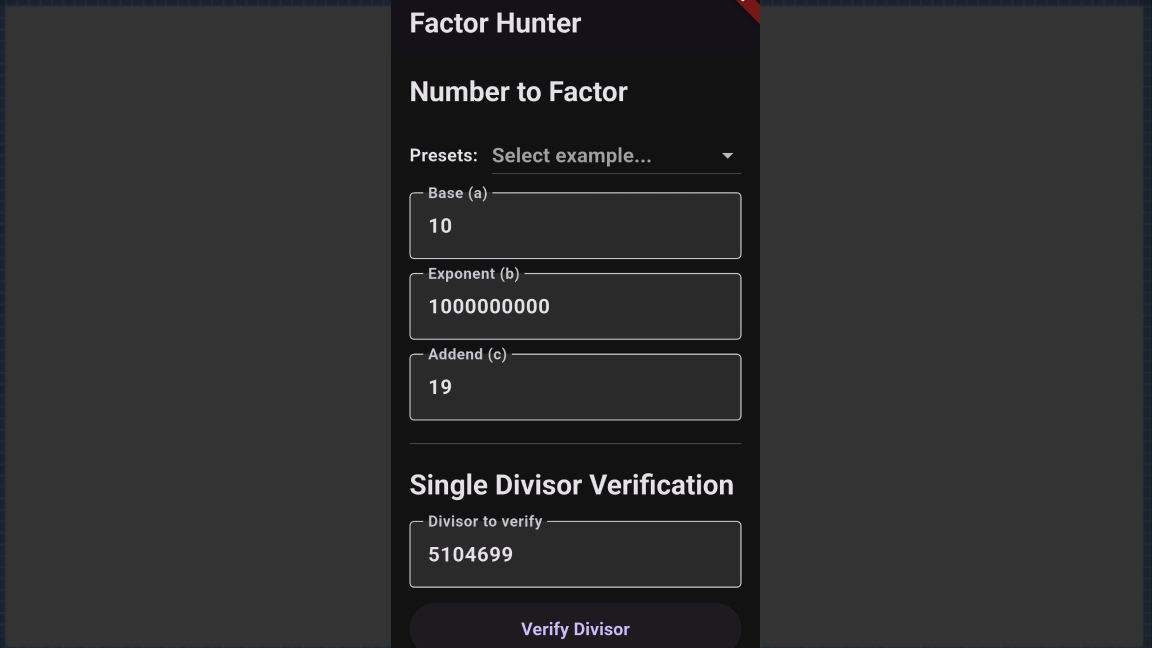 Factor Hunter
Number to Factor
Presets: Select example...
Base (a)
10
Exponent (b)
1000000000
Addend (c)
19
Single Divisor Verification
Divisor to verify
5104699
Verify Divisor